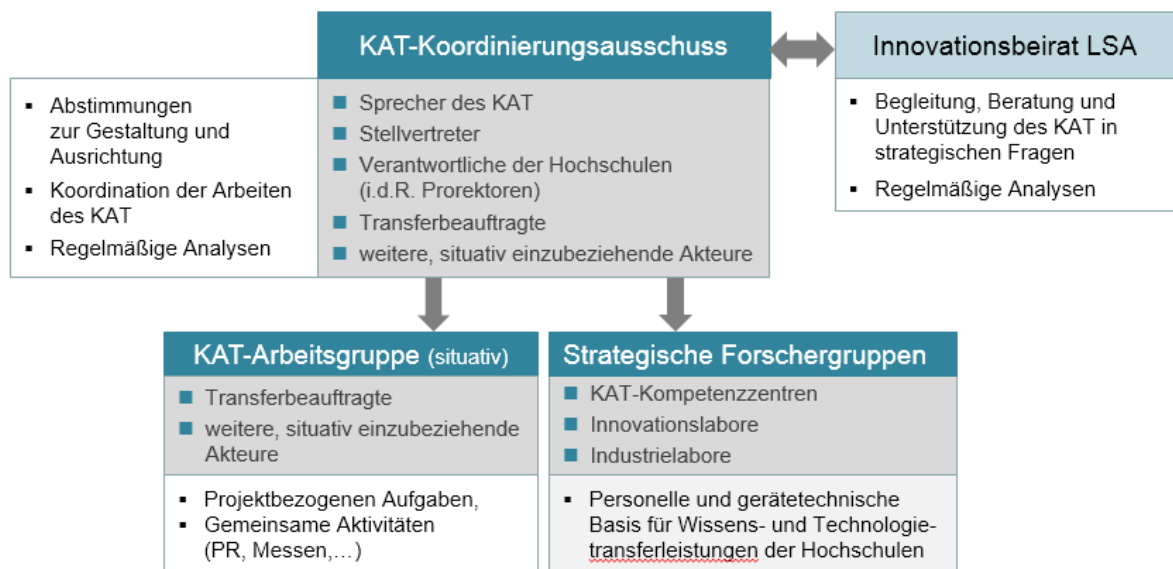 KAT-Koordinierungsausschuss
Innovationsbeirat LSA
▪ Abstimmungen
zur Gestaltung und
Ausrichtung
▪ Koordination der Arbeiten
des KAT
▪ Regelmäßige Analysen
■ Sprecher des KAT
■ Stellvertreter
■ Verantwortliche der Hochschulen
(i.d.R. Prorektoren)
■ Transferbeauftragte
■ weitere, situativ einzubeziehende Akteure
▪ Begleitung, Beratung und
Unterstützung des KAT in
strategischen Fragen
▪ Regelmäßige Analysen
KAT-Arbeitsgruppe (situativ)
■ Transferbeauftragte
■ weitere, situativ einzubeziehende
Akteure
▪ Projektbezogenen Aufgaben,
▪ Gemeinsame Aktivitäten
(PR, Messen,…)
Strategische Forschergruppen
■ KAT-Kompetenzzentren
■ Innovationslabore
■ Industrielabore
▪ Personelle und gerätetechnische
Basis für Wissens- und Technologie-
transferleistungen der Hochschulen